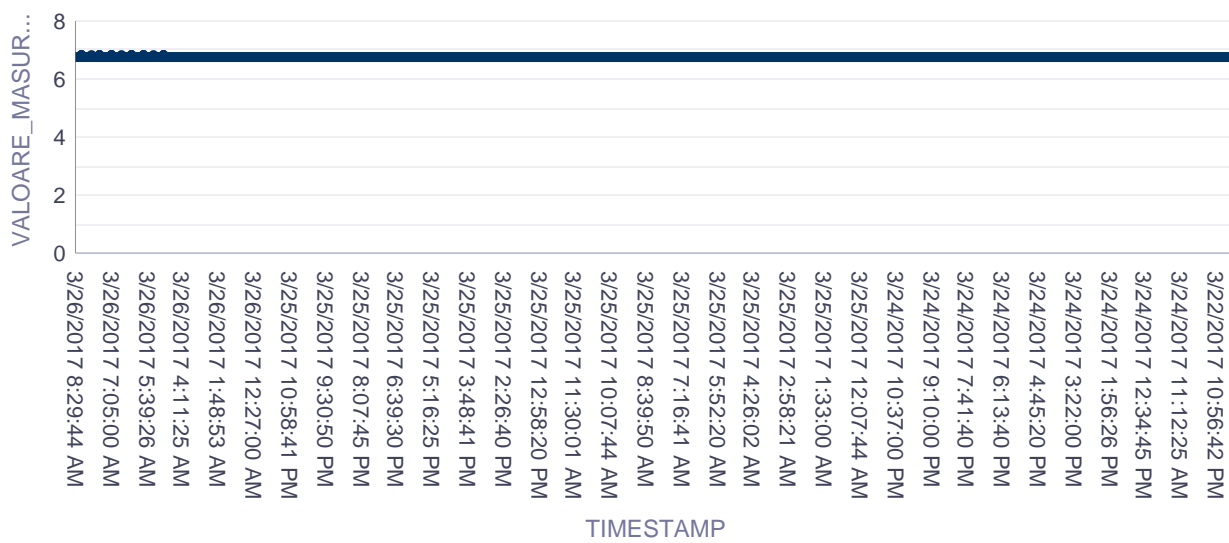 VALOARE_MASUR...
8
6
4
2
0
3/26/2017 8:29:44 AM
3/26/2017 7:05:00 AM
3/26/2017 5:39:26 AM
3/26/2017 4:11:25 AM
3/26/2017 1:48:53 AM
3/26/2017 12:27:00 AM
3/25/2017 10:58:41 PM
3/25/2017 9:30:50 PM
3/25/2017 8:07:45 PM
3/25/2017 6:39:30 PM
3/25/2017 5:16:25 PM
3/25/2017 3:48:41 PM
3/25/2017 2:26:40 PM
3/25/2017 12:58:20 PM
3/25/2017 11:30:01 AM
3/25/2017 10:07:44 AM
3/25/2017 8:39:50 AM
3/25/2017 7:16:41 AM
3/25/2017 5:52:20 AM
3/25/2017 4:26:02 AM
3/25/2017 2:58:21 AM
3/25/2017 1:33:00 AM
3/25/2017 12:07:44 AM
3/24/2017 10:37:00 PM
3/24/2017 9:10:00 PM
3/24/2017 7:41:40 PM
3/24/2017 6:13:40 PM
3/24/2017 4:45:20 PM
3/24/2017 3:22:00 PM
3/24/2017 1:56:26 PM
3/24/2017 12:34:45 PM
3/24/2017 11:12:25 AM
3/22/2017 10:56:42 PM
TIMESTAMP